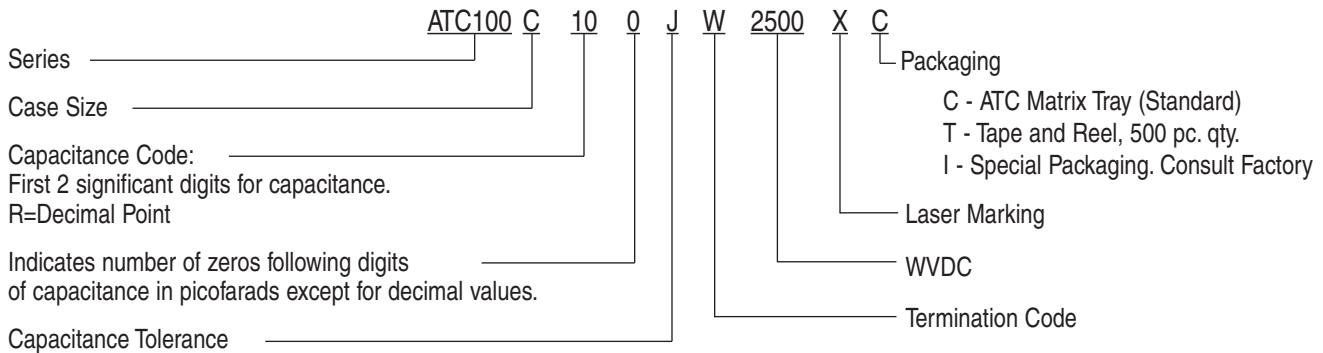 ATC100 C 10 0 J W 2500 X C
Series
Case Size
Capacitance Code:
First 2 significant digits for capacitance.
R=Decimal Point
Indicates number of zeros following digits
of capacitance in picofarads except for decimal values.
Capacitance Tolerance
Packaging
C - ATC Matrix Tray (Standard)
T - Tape and Reel, 500 pc. qty.
I - Special Packaging. Consult Factory
Laser Marking
WVDC
Termination Code